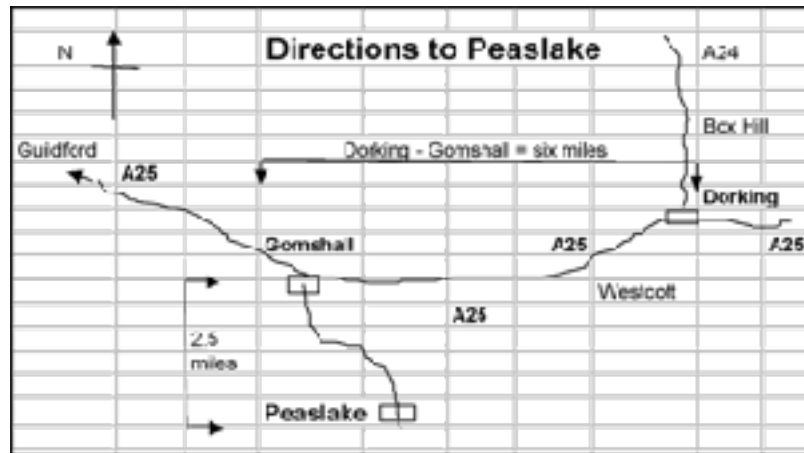 Directions to Peaslake
N
A24
Box Hill
Guildford
Dorking - Gomshall = six miles
A25
Dorking
Gomshall
A25
A25
Westcott
A25
2.5
miles
Peaslake